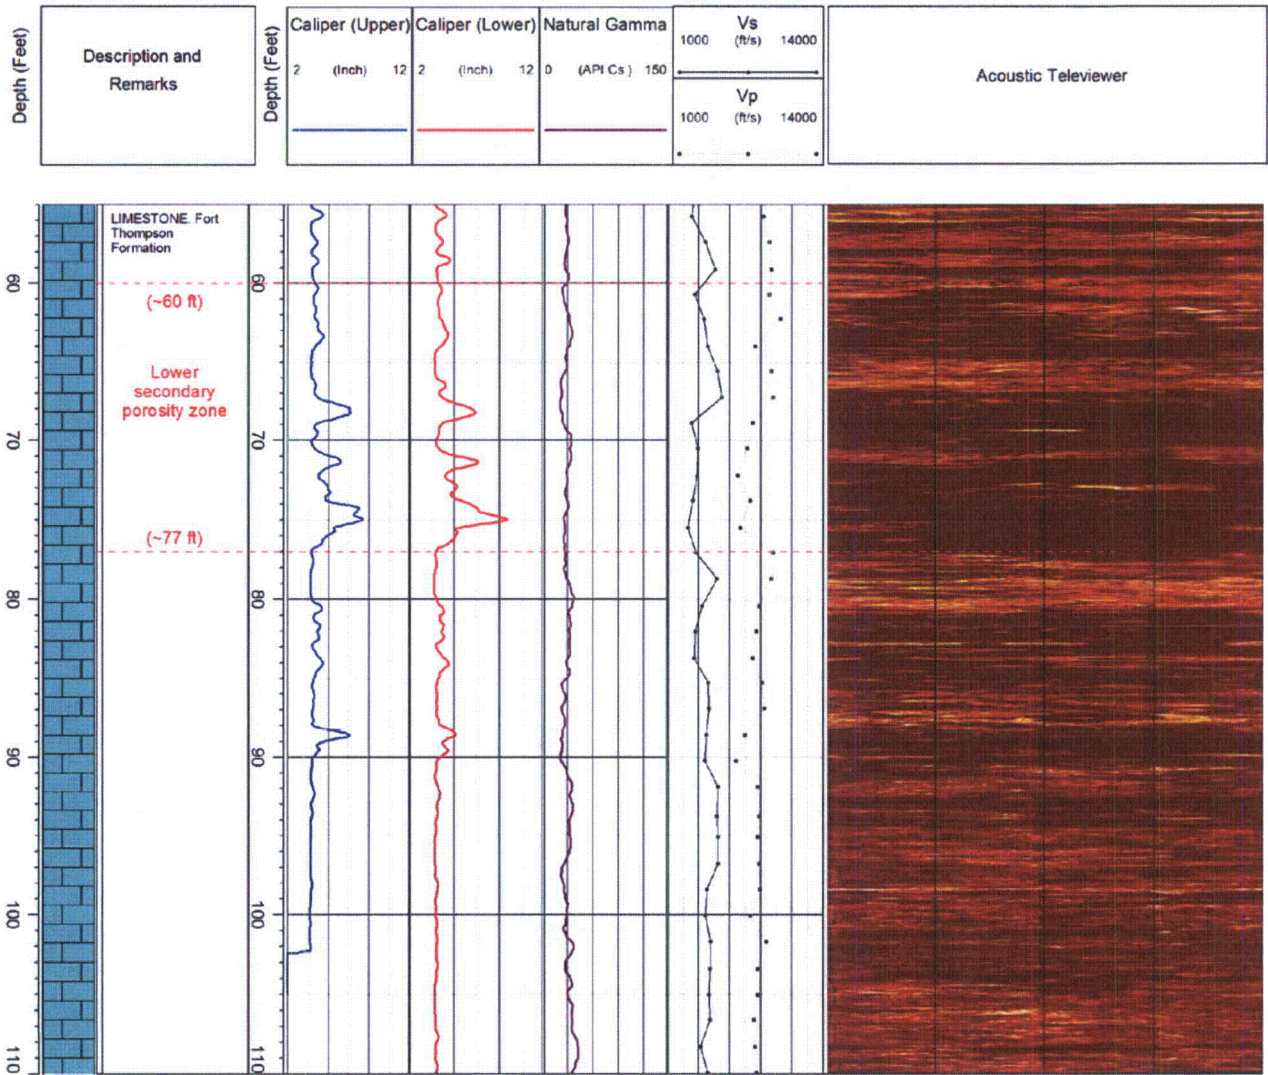 Depth (Feet)
Description and
Remarks
Depth (Feet)
Caliper (Upper)
2 (Inch) 12
Caliper (Lower)
2 (Inch) 12
Natural Gamma
0 (API Cs ) 150
Vs
1000 (ft/s) 14000
Vp
1000 (ft/s) 14000
Acoustic Televiewer
LIMESTONE. Fort
Thompson
Formation
60
60
(~60 ft)
Lower
secondary
porosity zone
70
70
(~77 ft)
80
80
90
90
100
100
110
110